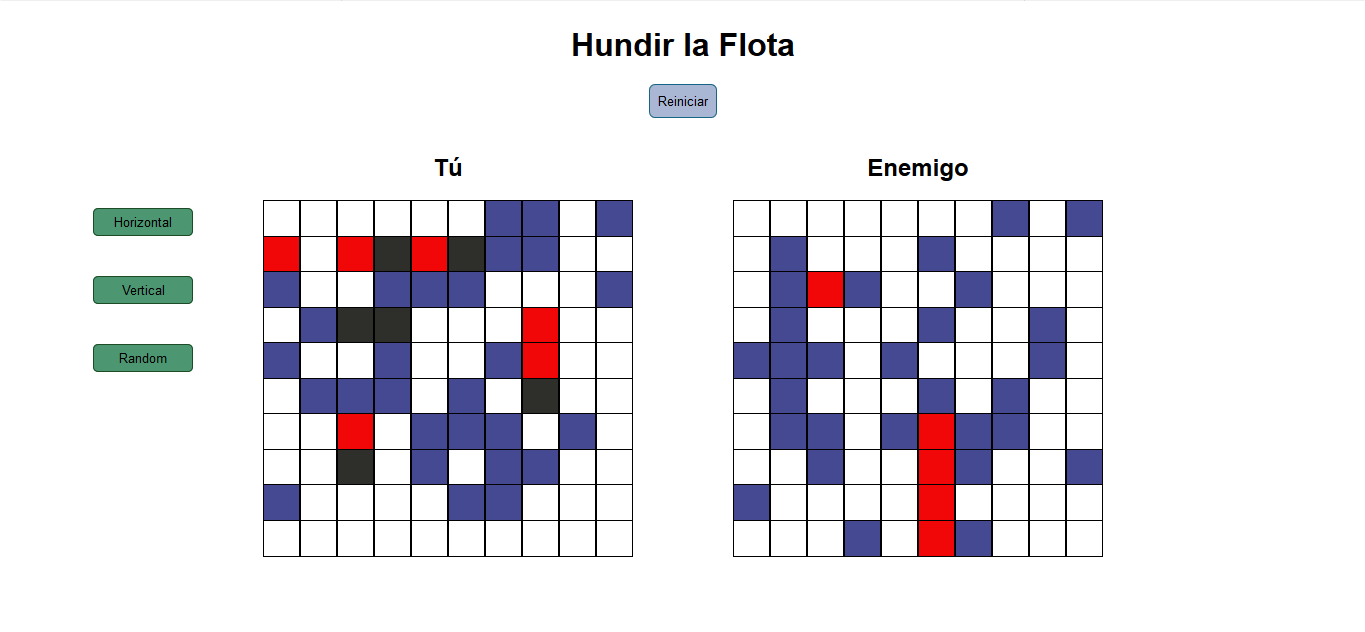 Hundir la Flota
Reiniciar
Tú
Enemigo
Horizontal
Vertical
Random